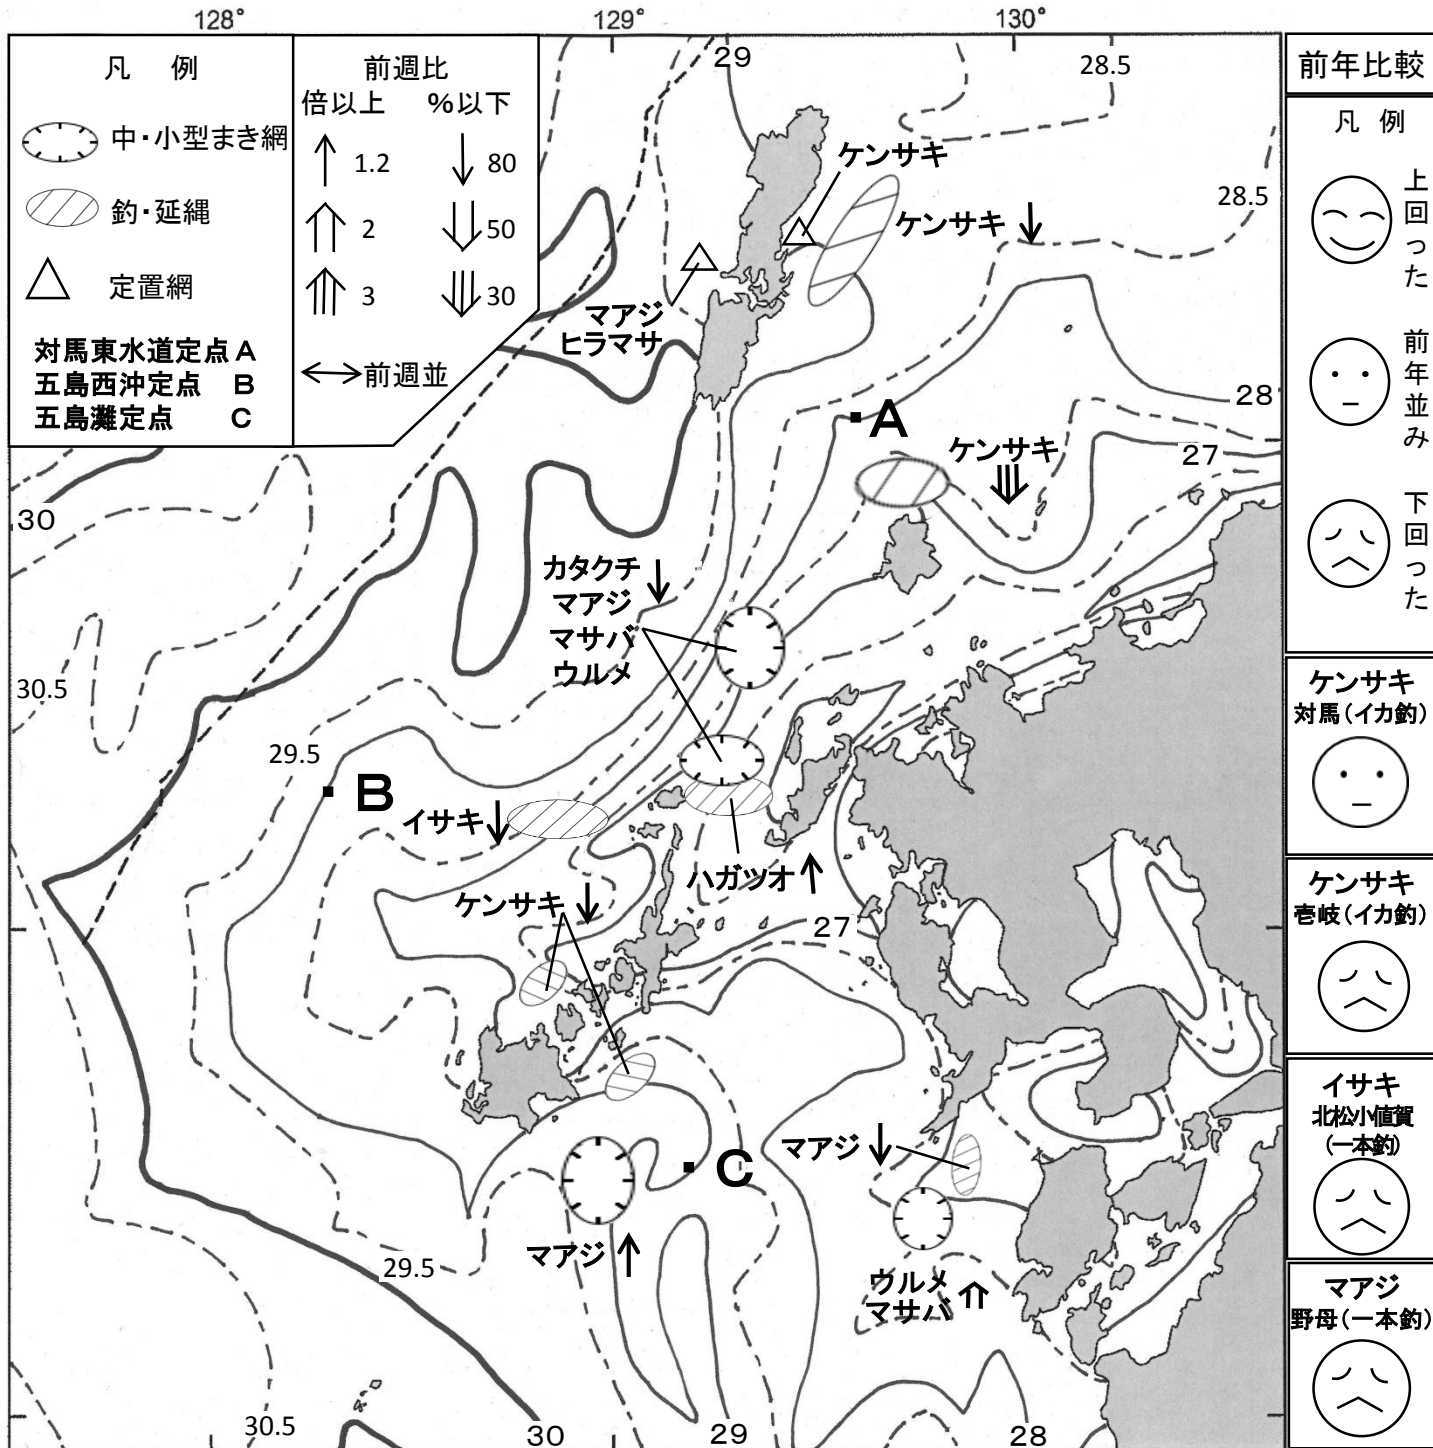 128°
129°
130°
凡 例
中・小型まき網
釣・延縄
定置網
対馬東水道定点 A
五島西沖定点 B
五島灘定点 C
前週比
倍以上 %以下
1.2 80
2 50
3 30
前週並
29
28.5
28.5
ケンサキ
ケンサキ
マアジ
ヒラマサ
28
A
ケンサキ
27
30
カタクチ
マアジ
マサバ
ウルメ
30.5
29.5
B
イサキ
ハガツオ
ケンサキ
27
マアジ
C
マアジ
29.5
ウルメ
マサバ
30.5
30
29
28
前年比較
凡 例
上回った
前年並み
下回った
ケンサキ
対馬(イカ釣)
ケンサキ
壱岐(イカ釣)
イサキ
北松小値賀
(一本釣)
マアジ
野母(一本釣)